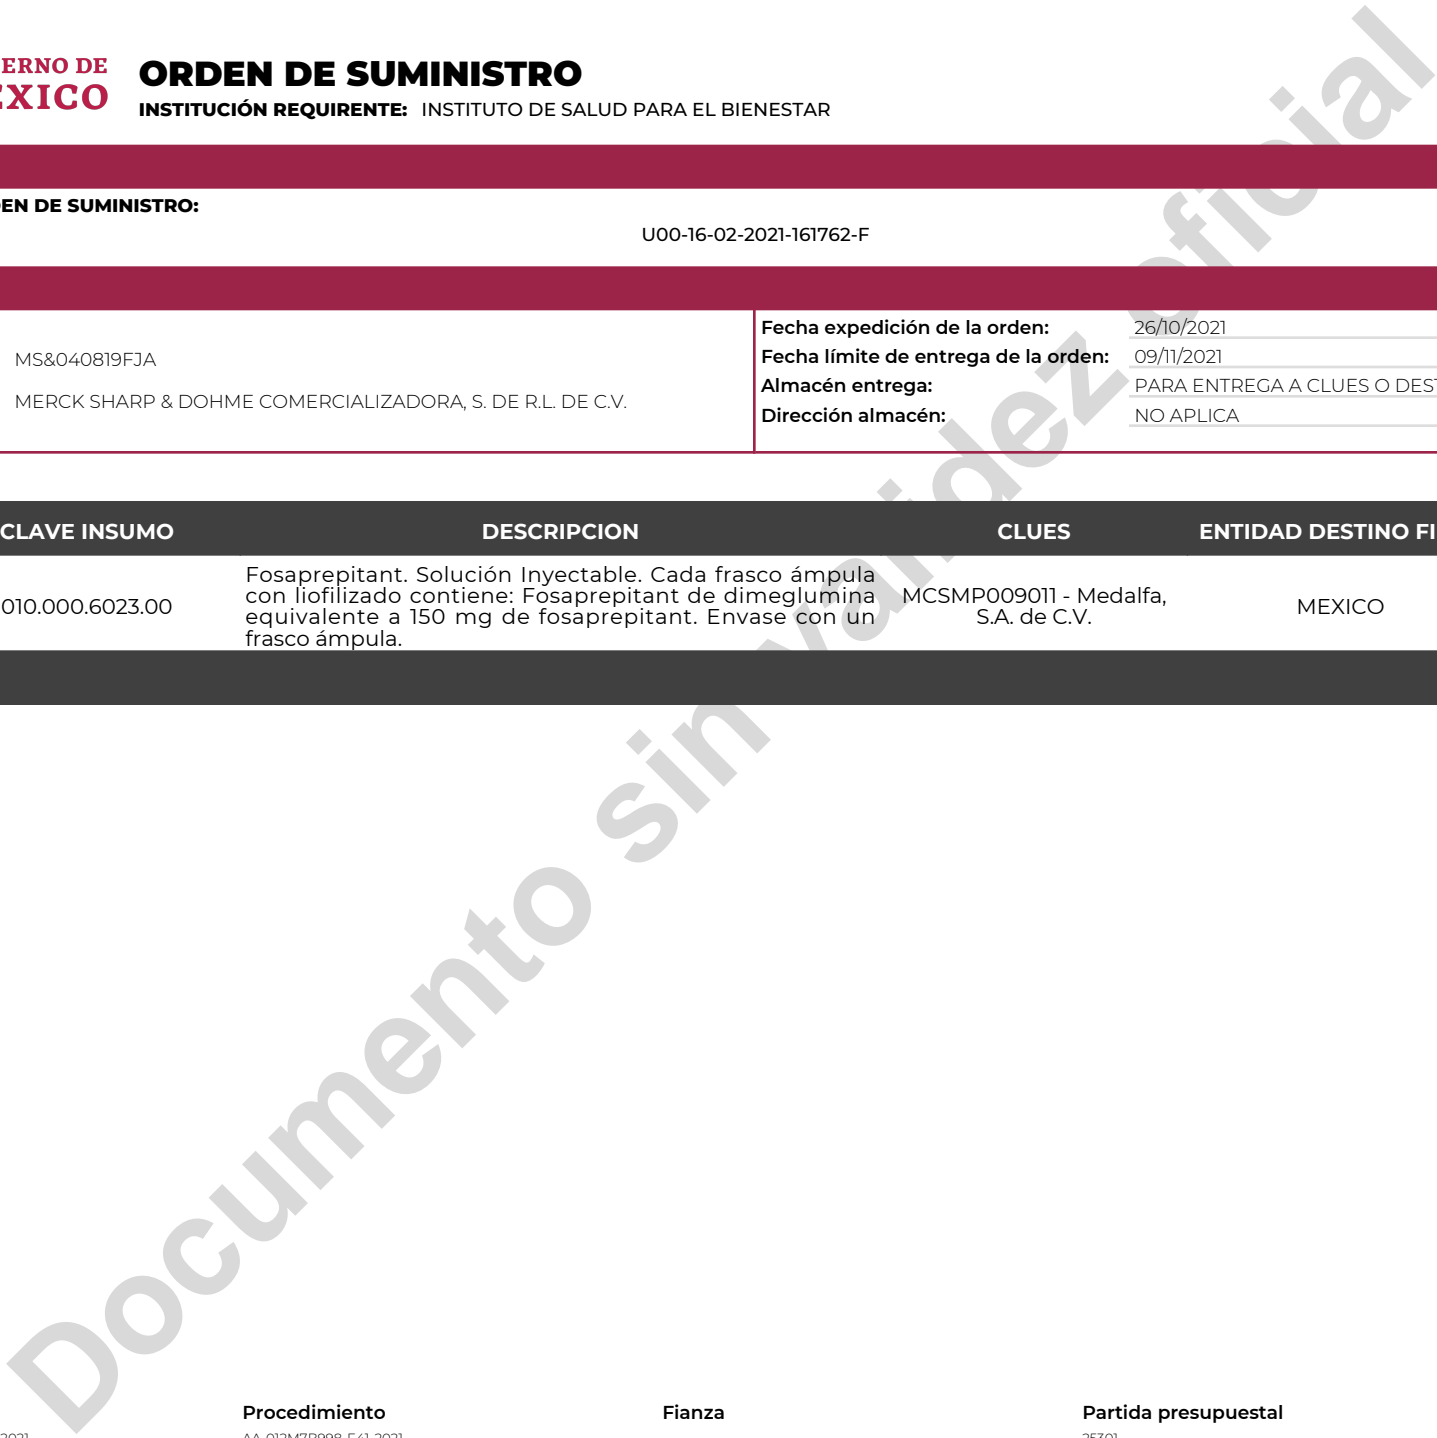 ERNO DE
EXICO
ORDEN DE SUMINISTRO
INSTITUCIÓN REQUIRENTE: INSTITUTO DE SALUD PARA EL BIENESTAR
EN DE SUMINISTRO:
U00-16-02-2021-161762-F
MS&040819FJA
MERCK SHARP & DOHME COMERCIALIZADORA, S. DE R.L. DE C.V.
Fecha expedición de la orden: 26/10/2021
Fecha límite de entrega de la orden: 09/11/2021
Almacén entrega: PARA ENTREGA A CLUES O DEST
Dirección almacén: NO APLICA
CLAVE INSUMO DESCRIPCION CLUES ENTIDAD DESTINO FI
010.000.6023.00
Fosaprepitant. Solución Inyectable. Cada frasco ámpula
con liofilizado contiene: Fosaprepitant de dimeglumina
equivalente a 150 mg de fosaprepitant. Envase con un
frasco ámpula.
MCSMP009011 - Medalfa,
S.A. de C.V.
MEXICO
Documento sin validez oficial
Procedimiento Fianza Partida presupuestal